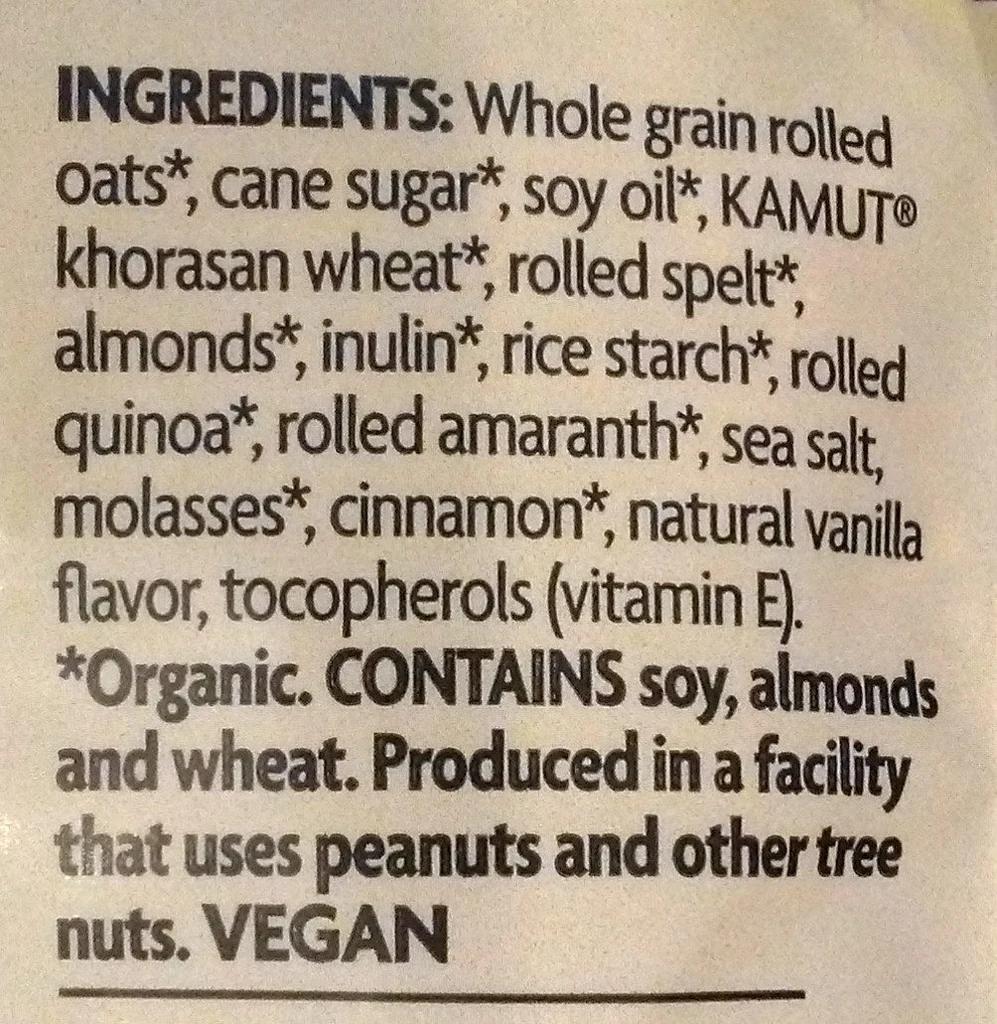 INGREDIENTS: Whole grain rolled
oats*, cane sugar*, soy oil*, KAMUT®
khorasan wheat*, rolled spelt*,
almonds*, inulin*, rice starch*, rolled
quinoa*, rolled amaranth*, sea salt,
molasses*, cinnamon*, natural vanilla
flavor, tocopherols (vitamin E).
*Organic. CONTAINS soy, almonds
and wheat. Produced in a facility
that uses peanuts and other tree
nuts. VEGAN